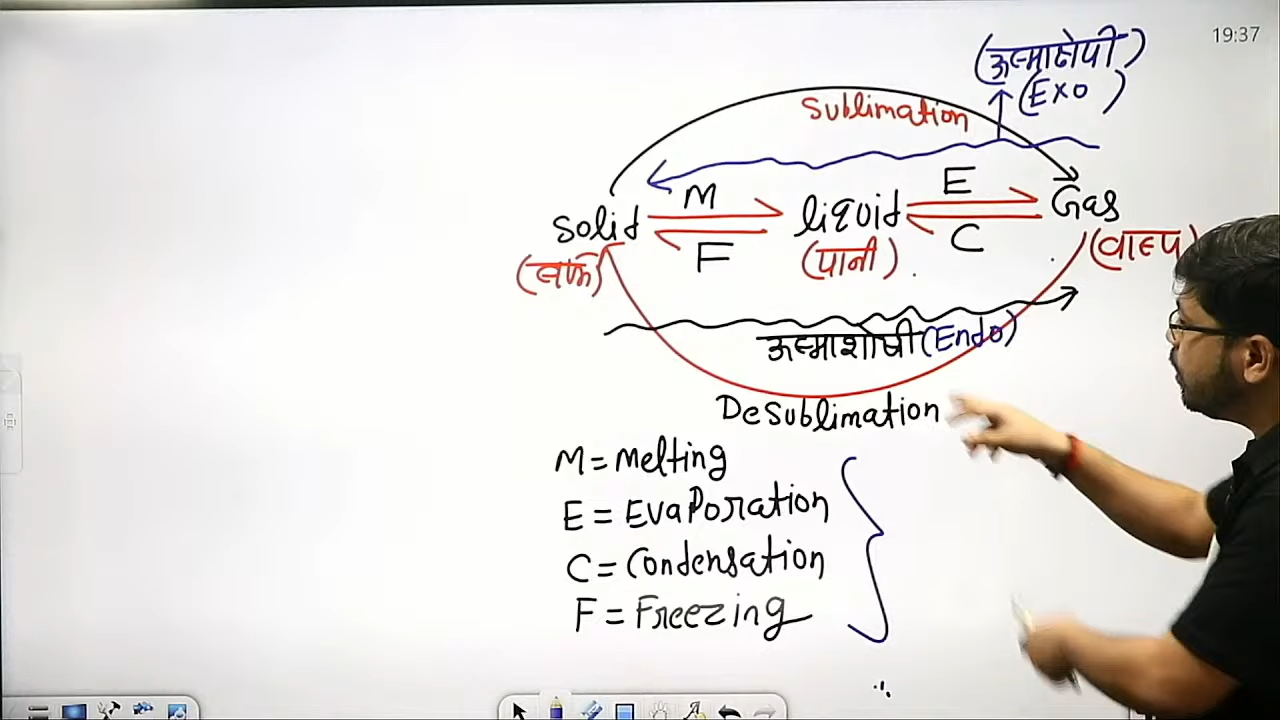 19:37
(ऊष्माक्षेपी)
(Exo)
Sublimation
M
E
Solid
liquid
Gas
F
C
(बर्फ)
(पानी)
(वाष्प)
ऊष्माशोषी (Endo)
DeSublimation
M = Melting
E = Evaporation
C = Condensation
F = Freezing